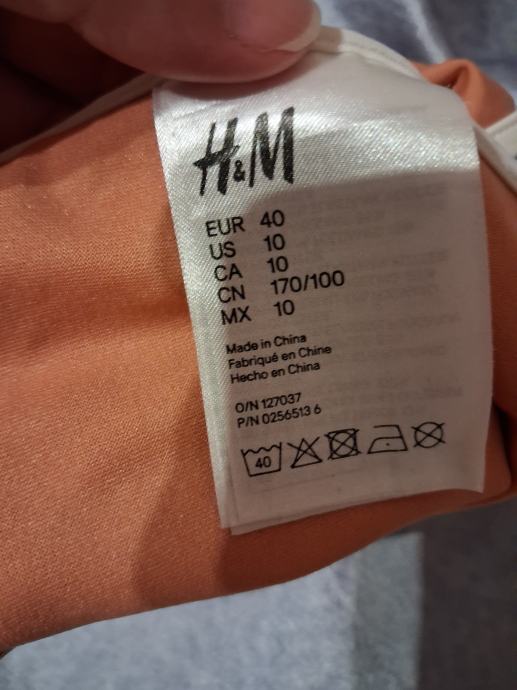 H&M
EUR 40
US 10
CA 10
CN 170/100
MX 10
Made in China
Fabriqué en Chine
Hecho en China
O/N 127037
P/N 0256513 6
40